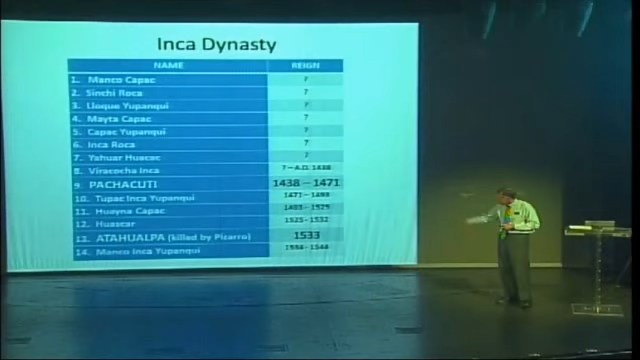 Inca Dynasty
NAME REIGN
1. Manco Capac ?
2. Sinchi Roca ?
3. Lloque Yupanqui ?
4. Mayta Capac ?
5. Capac Yupanqui ?
6. Inca Roca ?
7. Yahuar Huacac ?
8. Viracocha Inca ? – A.D. 1438
9. PACHACUTI 1438 – 1471
10. Tupac Inca Yupanqui 1471 – 1493
11. Huayna Capac 1493 – 1525
12. Huascar 1525 – 1532
13. ATAHUALPA (killed by Pizarro) 1533
14. Manco Inca Yupanqui